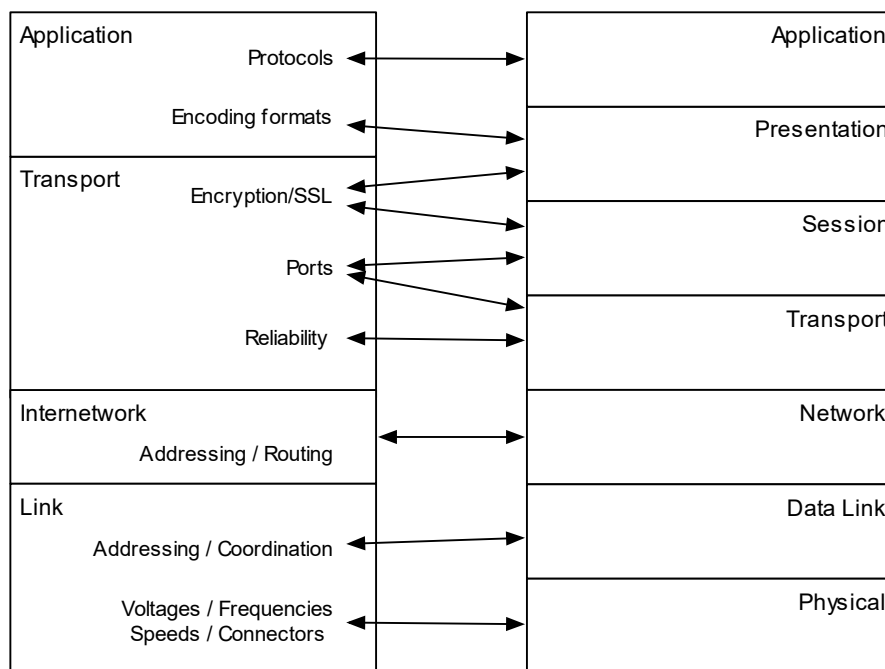 Application
Protocols
Encoding formats
Transport
Encryption/SSL
Ports
Reliability
Internetwork
Addressing / Routing
Link
Addressing / Coordination
Voltages / Frequencies
Speeds / Connectors
Application
Presentation
Session
Transport
Network
Data Link
Physical